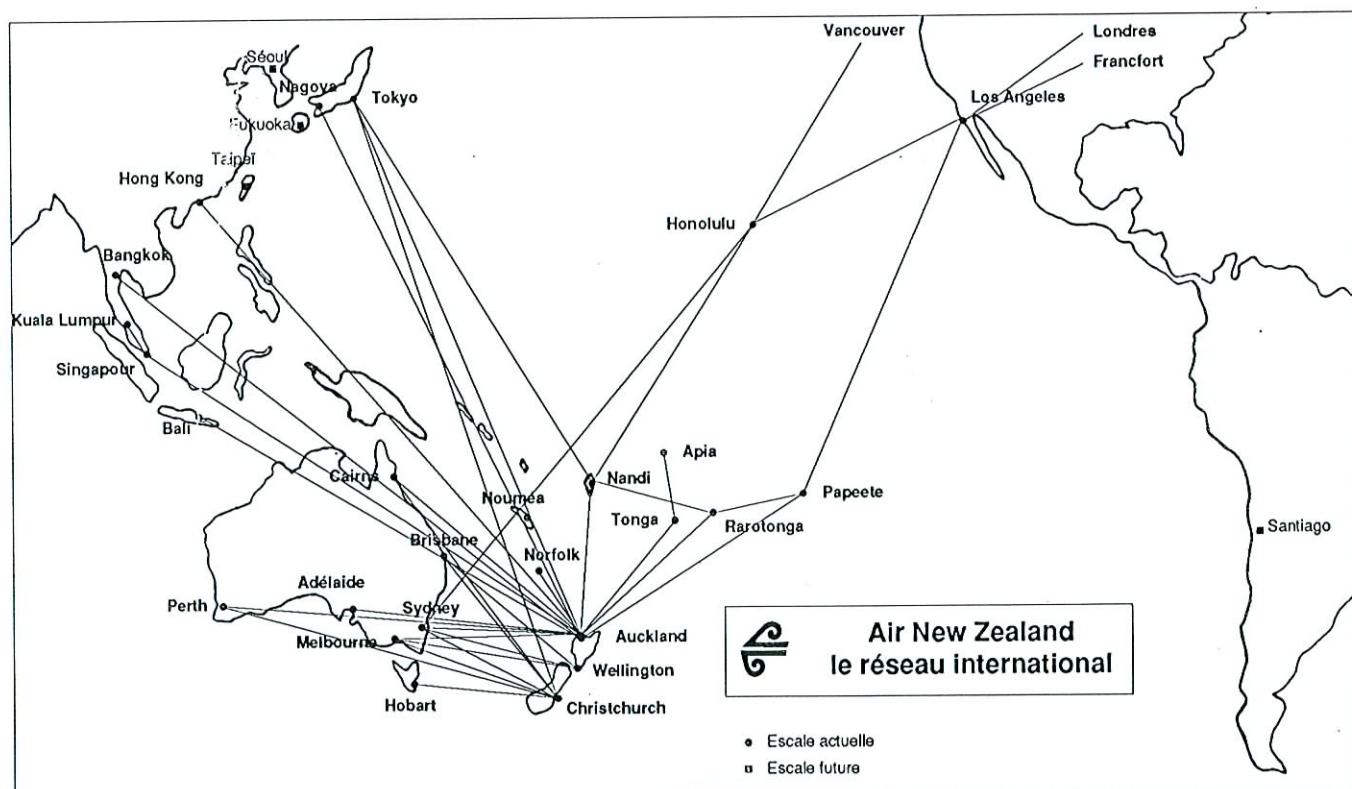 Vancouver
Londres
Francfort
Séoul
Nagoya
Tokyo
Los Angeles
Fukuoka
Taipeï
Hong Kong
Honolulu
Bangkok
Kuala Lumpur
Singapour
Bali
Apia
Cairns
Nandi
Nouméa
Papeete
Tonga
Rarotonga
Santiago
Brisbane
Norfolk
Adélaide
Perth
Sydney
Melbourne
Auckland
Wellington
Hobart
Christchurch
Air New Zealand
le réseau international
Escale actuelle
Escale future